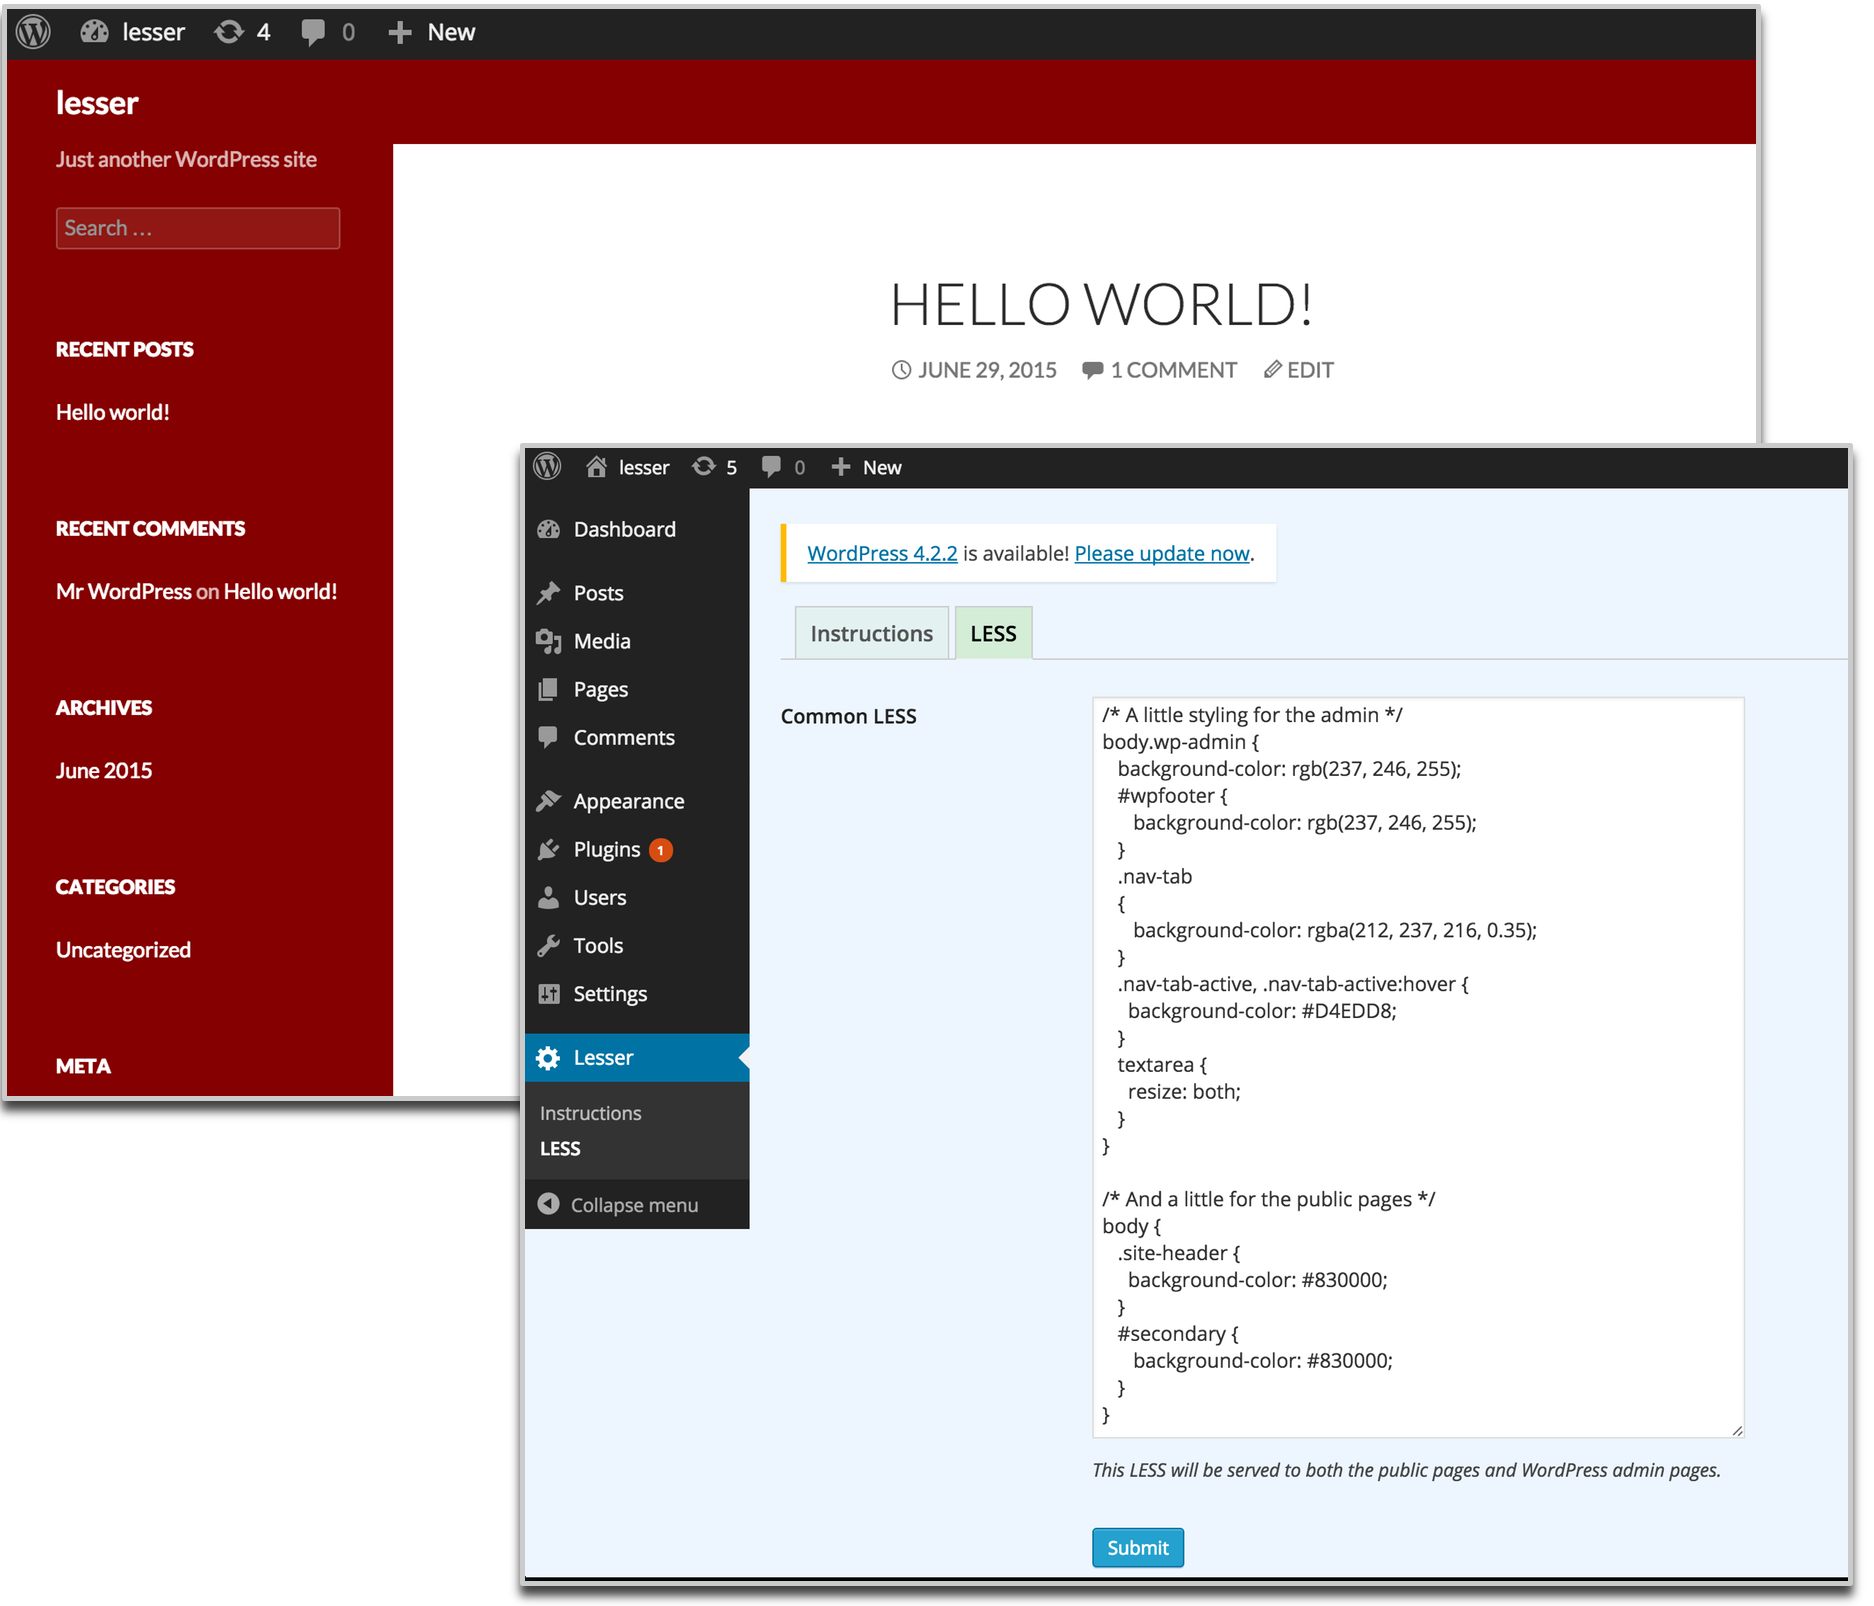 lesser 4 0 New
lesser
Just another WordPress site
Search …
RECENT POSTS
Hello world!
RECENT COMMENTS
Mr WordPress on Hello world!
ARCHIVES
June 2015
CATEGORIES
Uncategorized
META
HELLO WORLD!
JUNE 29, 2015 1 COMMENT EDIT
lesser 5 0 New
Dashboard
Posts
Media
Pages
Comments
Appearance
Plugins 1
Users
Tools
Settings
Lesser
Instructions
LESS
Collapse menu
WordPress 4.2.2 is available! Please update now.
Instructions LESS
Common LESS
/* A little styling for the admin */
body.wp-admin {
background-color: rgb(237, 246, 255);
#wpfooter {
background-color: rgb(237, 246, 255);
}
.nav-tab
{
background-color: rgba(212, 237, 216, 0.35);
}
.nav-tab-active, .nav-tab-active:hover {
background-color: #D4EDD8;
}
textarea {
resize: both;
}
}
/* And a little for the public pages */
body {
.site-header {
background-color: #830000;
}
#secondary {
background-color: #830000;
}
}
This LESS will be served to both the public pages and WordPress admin pages.
Submit